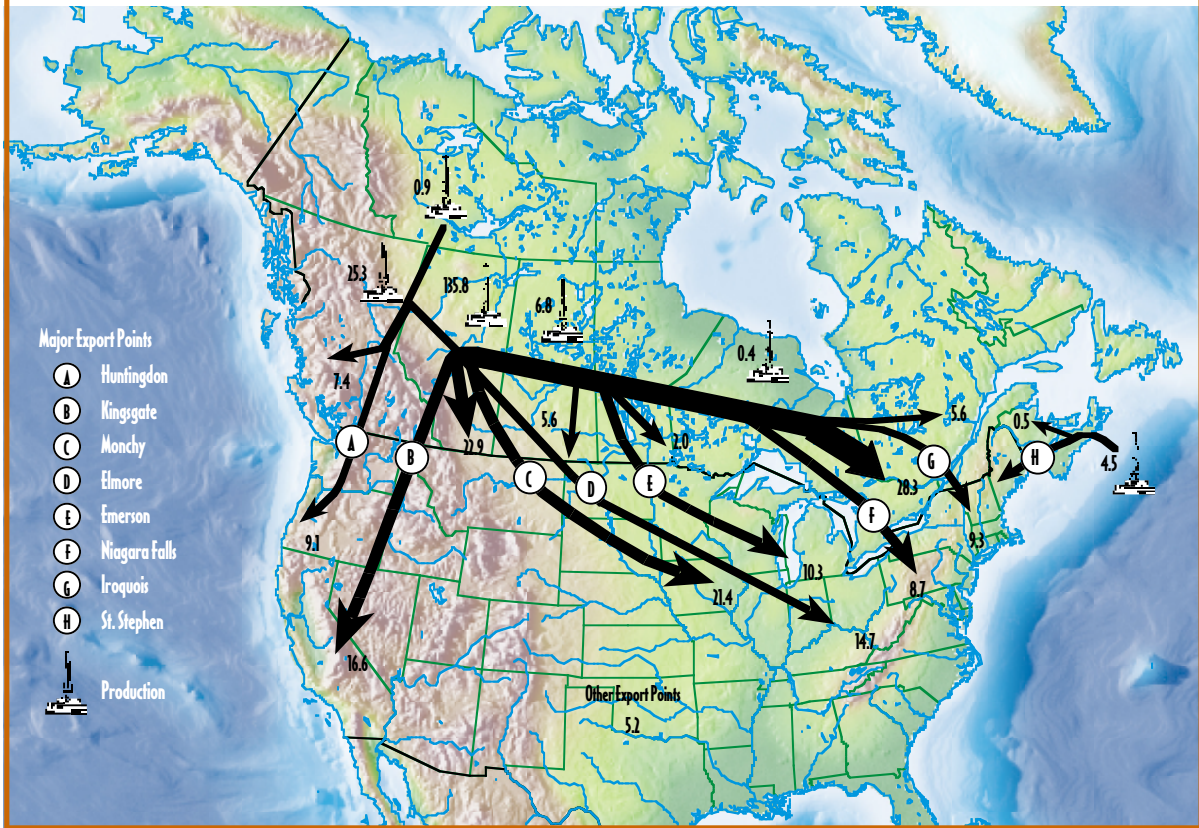 0.9
25.3
135.8
6.8
0.4
Major Export Points
A Huntingdon
B Kingsgate
C Monchy
D Elmore
E Emerson
F Niagara Falls
G Iroquois
H St. Stephen
Production
7.4
22.9
5.6
2.0
5.6
0.5
4.5
28.3
A
B
C
D
E
F
G
H
9.1
16.6
21.4
10.3
14.7
8.7
9.3
Other Export Points
5.2